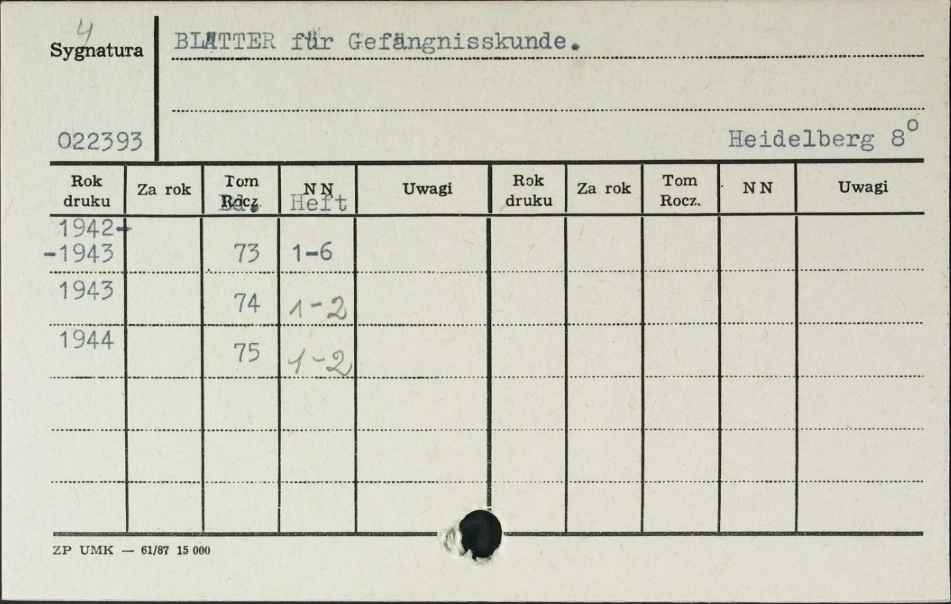 4
Sygnatura
BLÄTTER für Gefängnisskunde.
022393
Heidelberg 8°
Rok druku Za rok Tom Rocz. Bd. NN Heft Uwagi Rok druku Za rok Tom Rocz. NN Uwagi
1942-
-1943 73 1-6
1943 74 1-2
1944 75 1-2
ZP UMK — 61/87 15 000